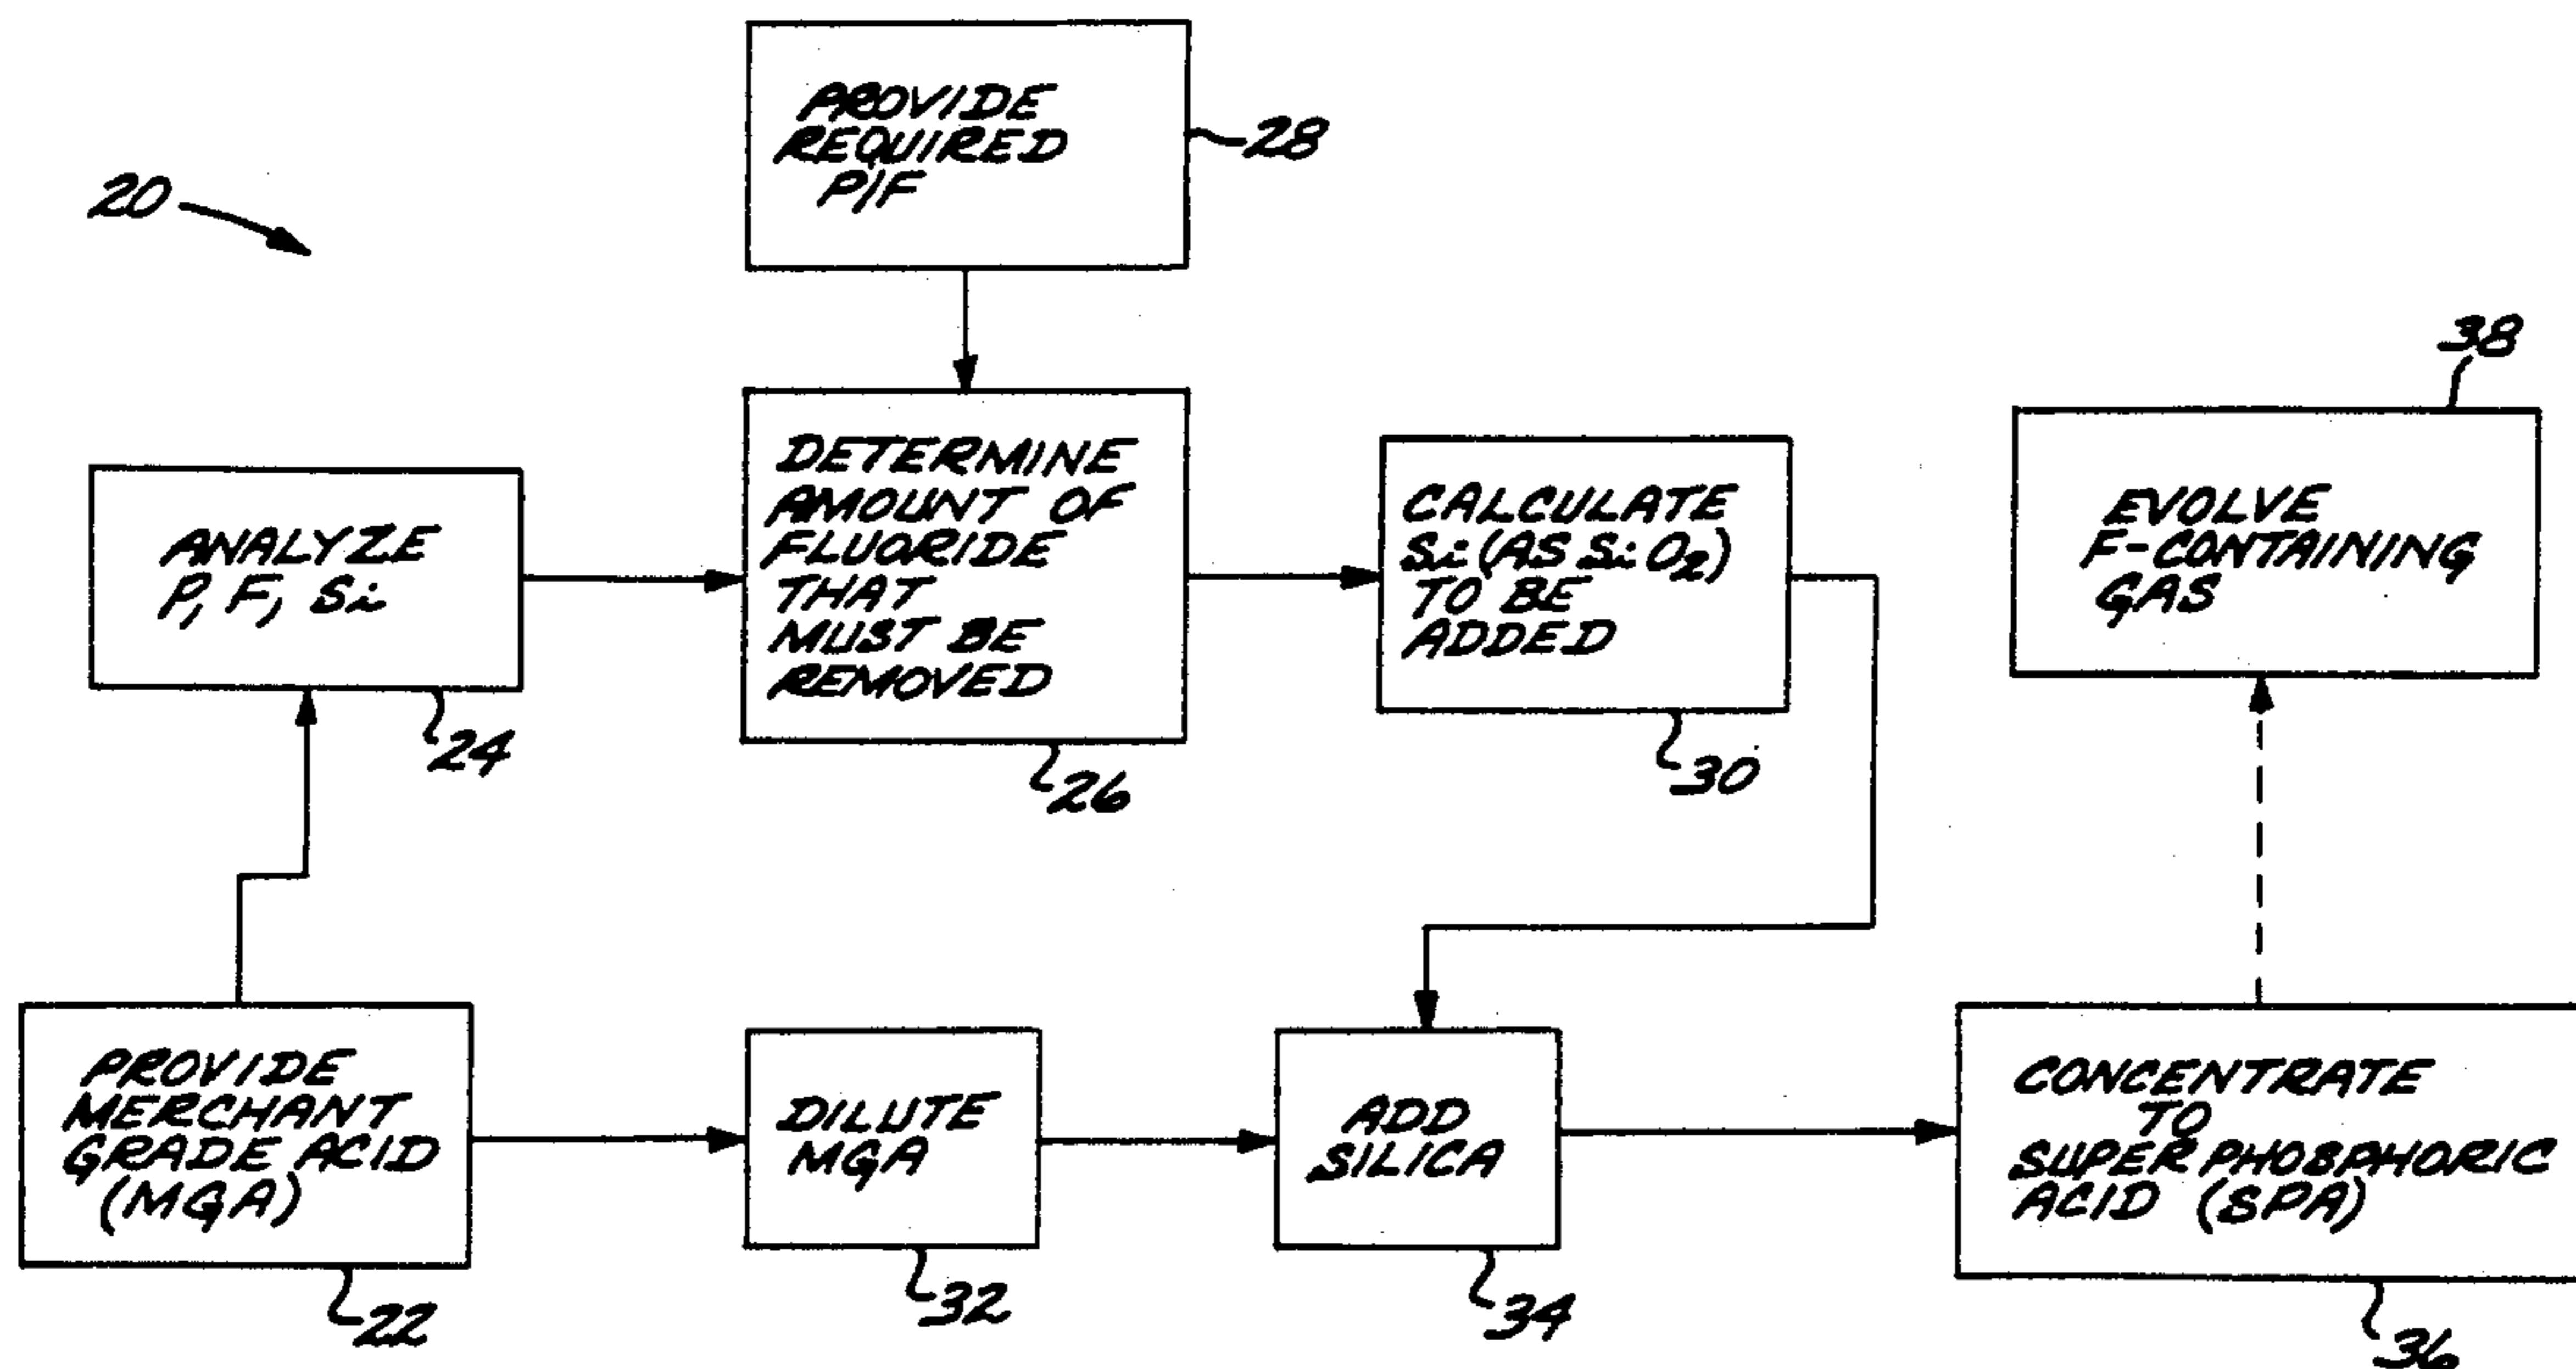 PROVIDE
REQUIRED
P/F
28
20
38
DETERMINE
AMOUNT OF
FLUORIDE
THAT
MUST BE
REMOVED
26
ANALYZE
P, F, Si
24
CALCULATE
Si (AS SiO2)
TO BE
ADDED
30
EVOLVE
F-CONTAINING
GAS
PROVIDE
MERCHANT
GRADE ACID
(MGA)
22
DILUTE
MGA
32
ADD
SILICA
34
CONCENTRATE
TO
SUPERPHOSPHORIC
ACID (SPA)
36